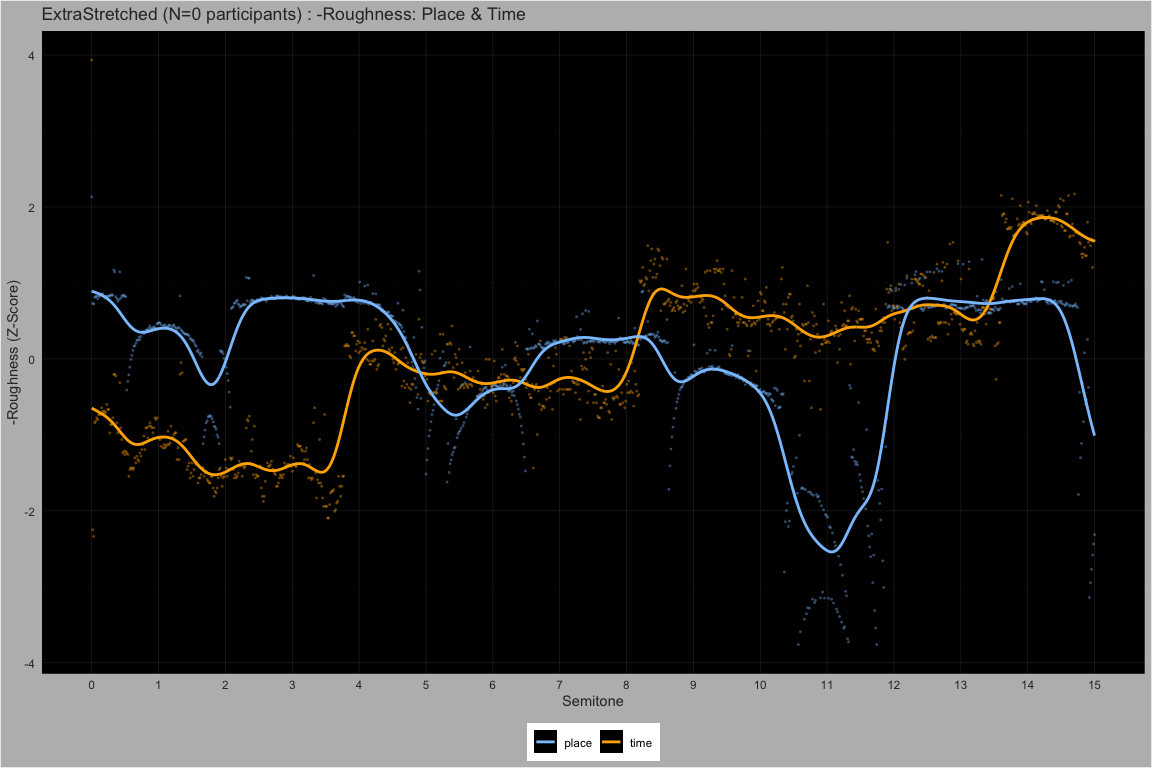 ExtraStretched (N=0 participants) : -Roughness: Place & Time
-Roughness (Z-Score)
4
2
0
-2
-4
0 1 2 3 4 5 6 7 8 9 10 11 12 13 14 15
Semitone
place time